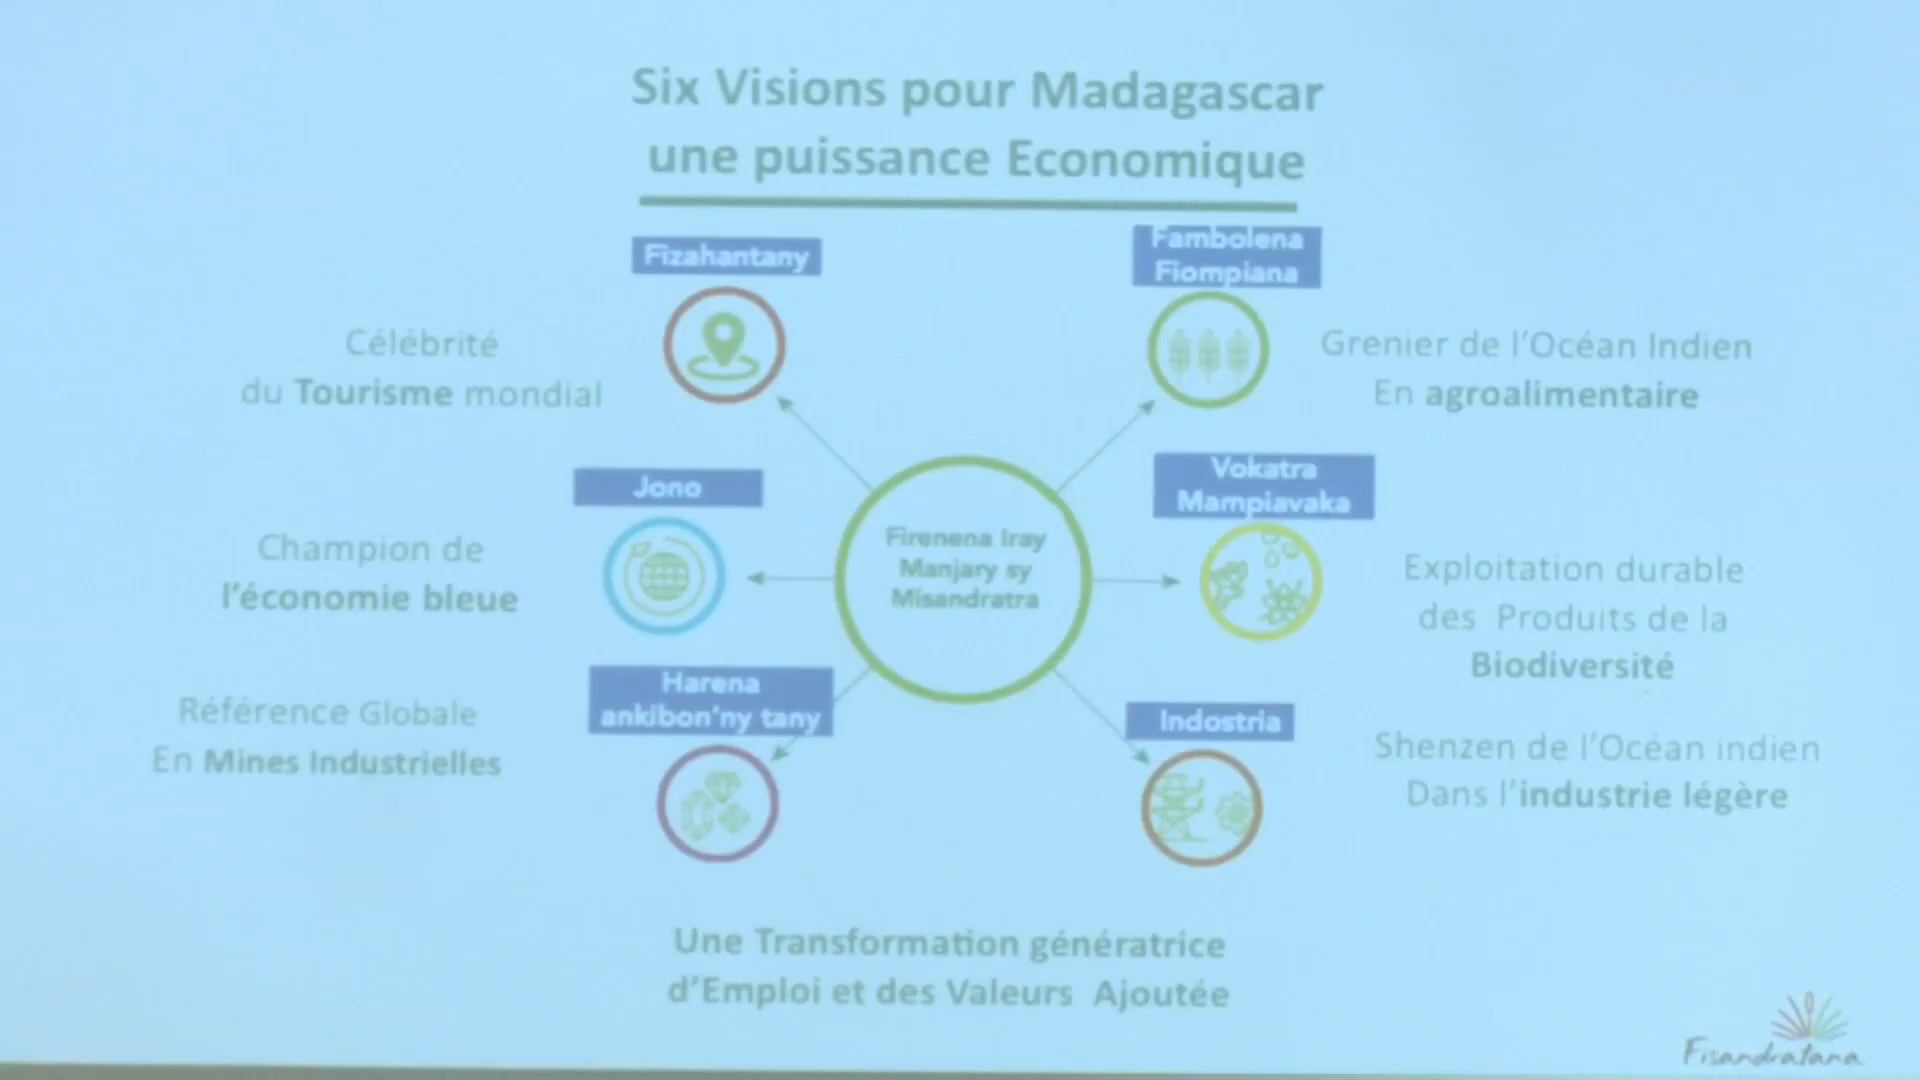 Six Visions pour Madagascar
une puissance Economique
Fizahantany
Célébrité
du Tourisme mondial
Fambolena
Fiompiana
Grenier de l'Océan Indien
En agroalimentaire
Jono
Champion de
l'économie bleue
Firenena Iray
Manjary sy
Misandratra
Vokatra
Mampiavaka
Exploitation durable
des Produits de la
Biodiversité
Harena
ankibon'ny tany
Référence Globale
En Mines Industrielles
Indostria
Shenzen de l'Océan indien
Dans l'industrie légère
Une Transformation génératrice
d'Emploi et des Valeurs Ajoutée
Fisandratana